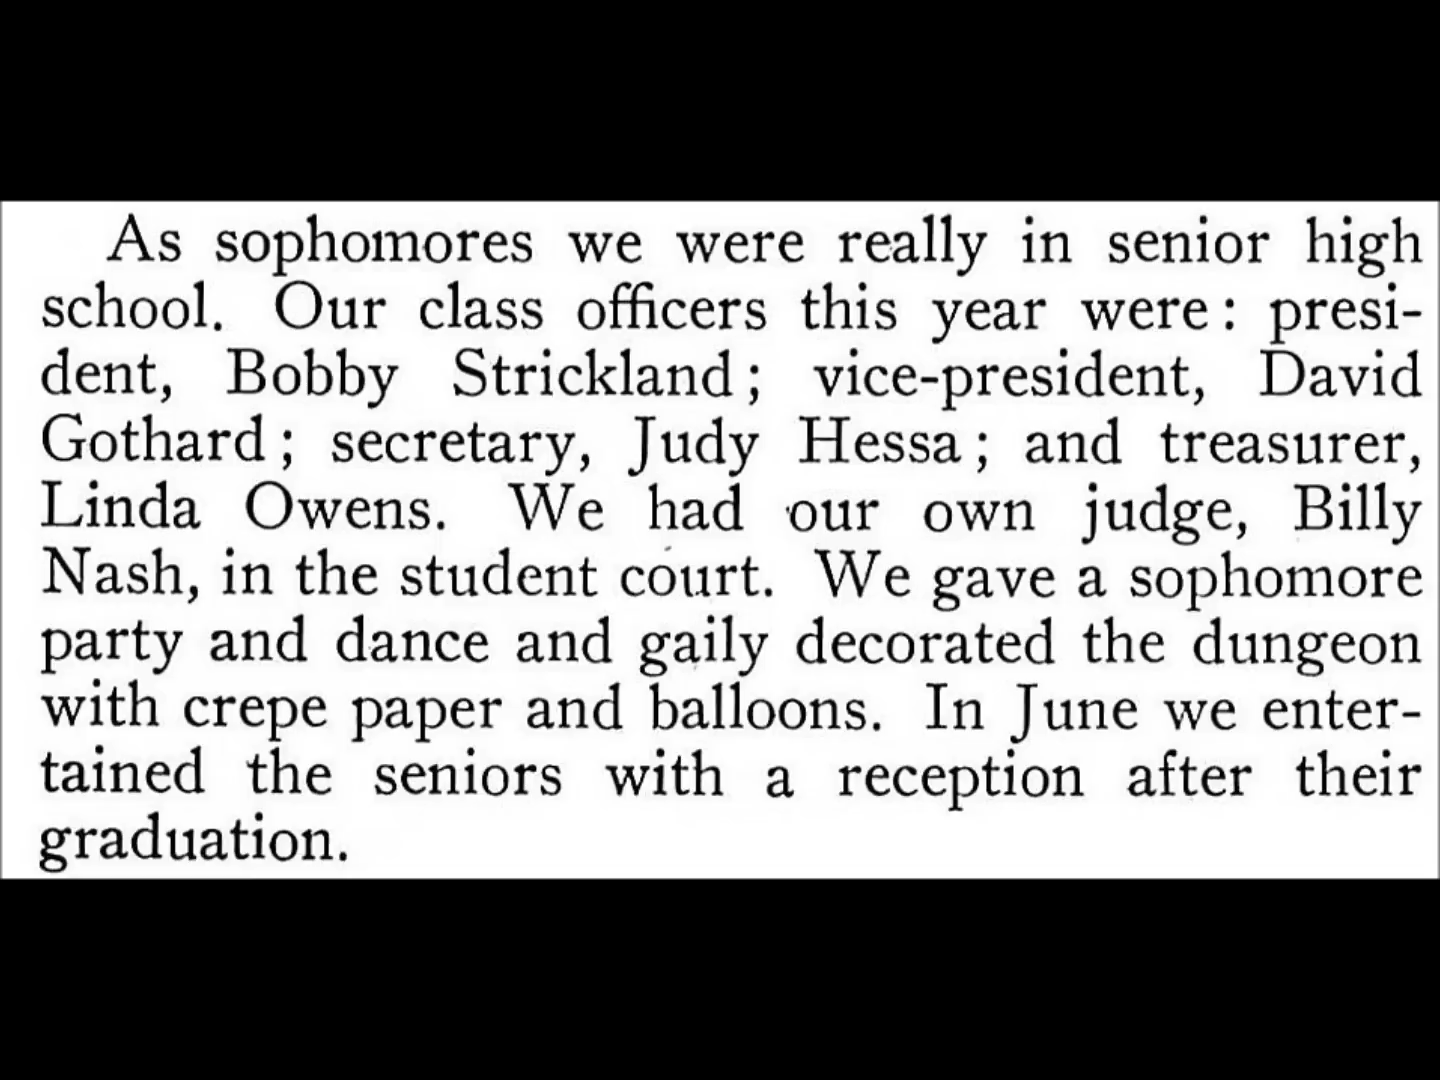 As sophomores we were really in senior high
school. Our class officers this year were: presi-
dent, Bobby Strickland; vice-president, David
Gothard; secretary, Judy Hessa; and treasurer,
Linda Owens. We had our own judge, Billy
Nash, in the student court. We gave a sophomore
party and dance and gaily decorated the dungeon
with crepe paper and balloons. In June we enter-
tained the seniors with a reception after their
graduation.